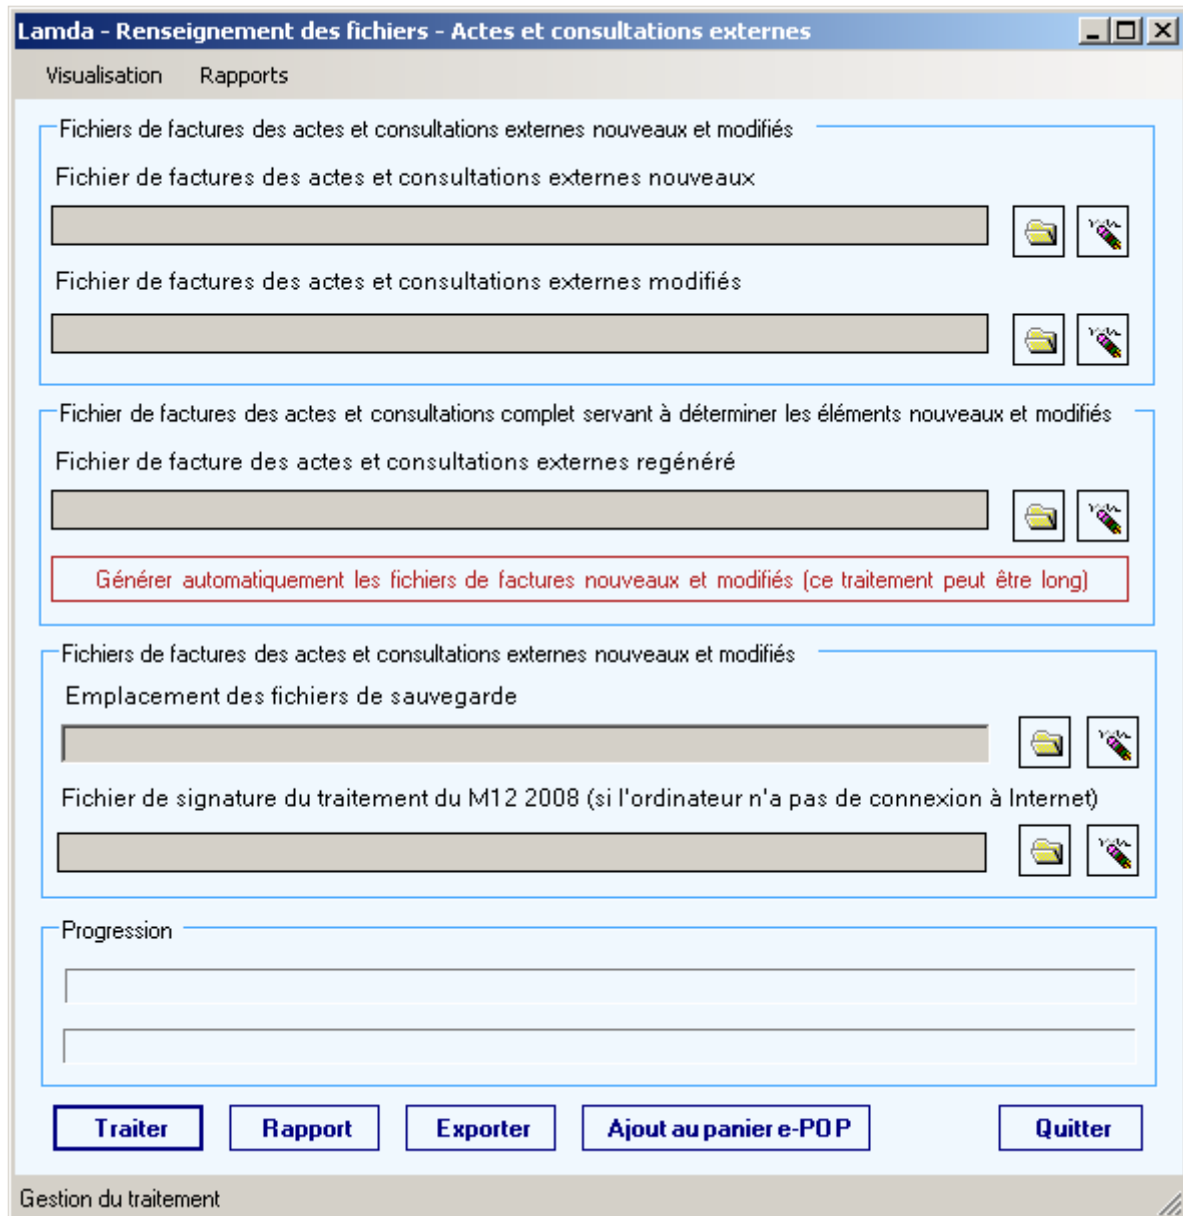 Lamda - Renseignement des fichiers - Actes et consultations externes
Visualisation Rapports
Fichiers de factures des actes et consultations externes nouveaux et modifiés
Fichier de factures des actes et consultations externes nouveaux
Fichier de factures des actes et consultations externes modifiés
Fichier de factures des actes et consultations complet servant à déterminer les éléments nouveaux et modifiés
Fichier de facture des actes et consultations externes regénéré
Générer automatiquement les fichiers de factures nouveaux et modifiés (ce traitement peut être long)
Fichiers de factures des actes et consultations externes nouveaux et modifiés
Emplacement des fichiers de sauvegarde
Fichier de signature du traitement du M12 2008 (si l'ordinateur n'a pas de connexion à Internet)
Progression
Traiter Rapport Exporter Ajout au panier e-POP Quitter
Gestion du traitement